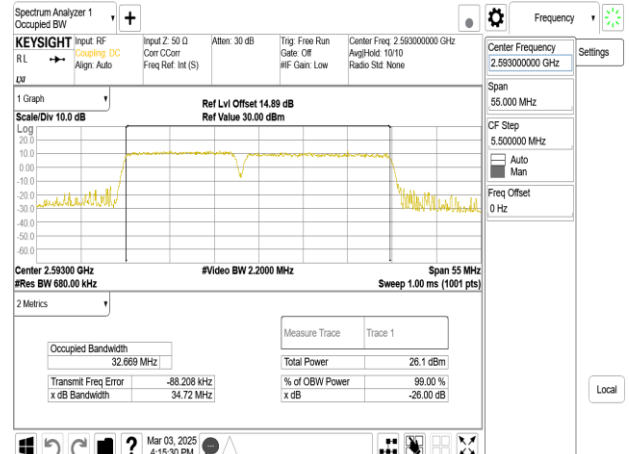 Spectrum Analyzer 1
Occupied BW
Frequency
KEYSIGHT
Input: RF
Coupling: DC
Align: Auto
Input Z: 50 Ω
Corr CCorr
Freq Ref: Int (S)
Atten: 30 dB
Trig: Free Run
Gate: Off
#IF Gain: Low
Center Freq: 2.593000000 GHz
Avg|Hold: 10/10
Radio Std: None
RL
LXI
Center Frequency
2.593000000 GHz
Settings
Span
55.000 MHz
CF Step
5.500000 MHz
Auto
Man
Freq Offset
0 Hz
Local
1 Graph
Scale/Div 10.0 dB
Ref Lvl Offset 14.89 dB
Ref Value 30.00 dBm
Log
20.0
10.0
0.00
-10.0
-20.0
-30.0
-40.0
-50.0
-60.0
Center 2.59300 GHz
#Video BW 2.2000 MHz
Span 55 MHz
#Res BW 680.00 kHz
Sweep 1.00 ms (1001 pts)
2 Metrics
Measure Trace
Trace 1
Occupied Bandwidth
32.669 MHz
Total Power
26.1 dBm
Transmit Freq Error
-88.208 kHz
% of OBW Power
99.00 %
x dB Bandwidth
34.72 MHz
x dB
-26.00 dB
Mar 03, 2025
4:15:30 PM